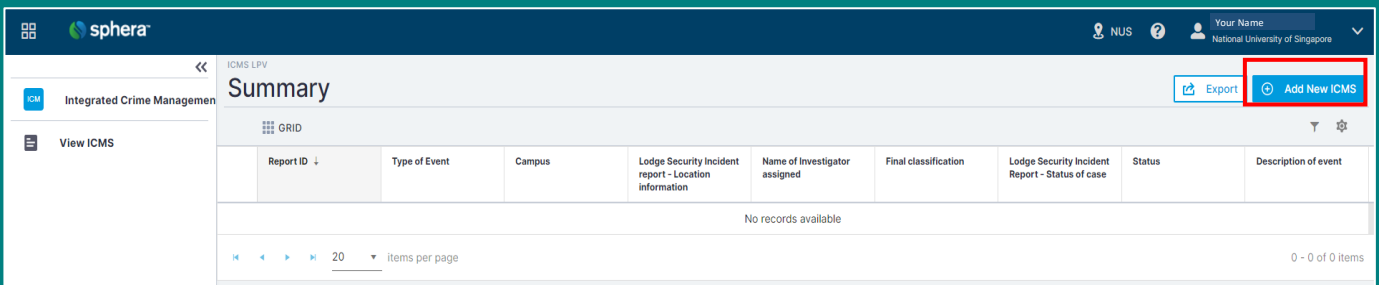 sphera
NUS
Your Name
National University of Singapore
ICM
Integrated Crime Managemen
View ICMS
ICMS LPV
Summary
Export
Add New ICMS
GRID
Report ID ↓
Type of Event
Campus
Lodge Security Incident
report - Location
information
Name of Investigator
assigned
Final classification
Lodge Security Incident
Report - Status of case
Status
Description of event
No records available
20 items per page
0 - 0 of 0 items